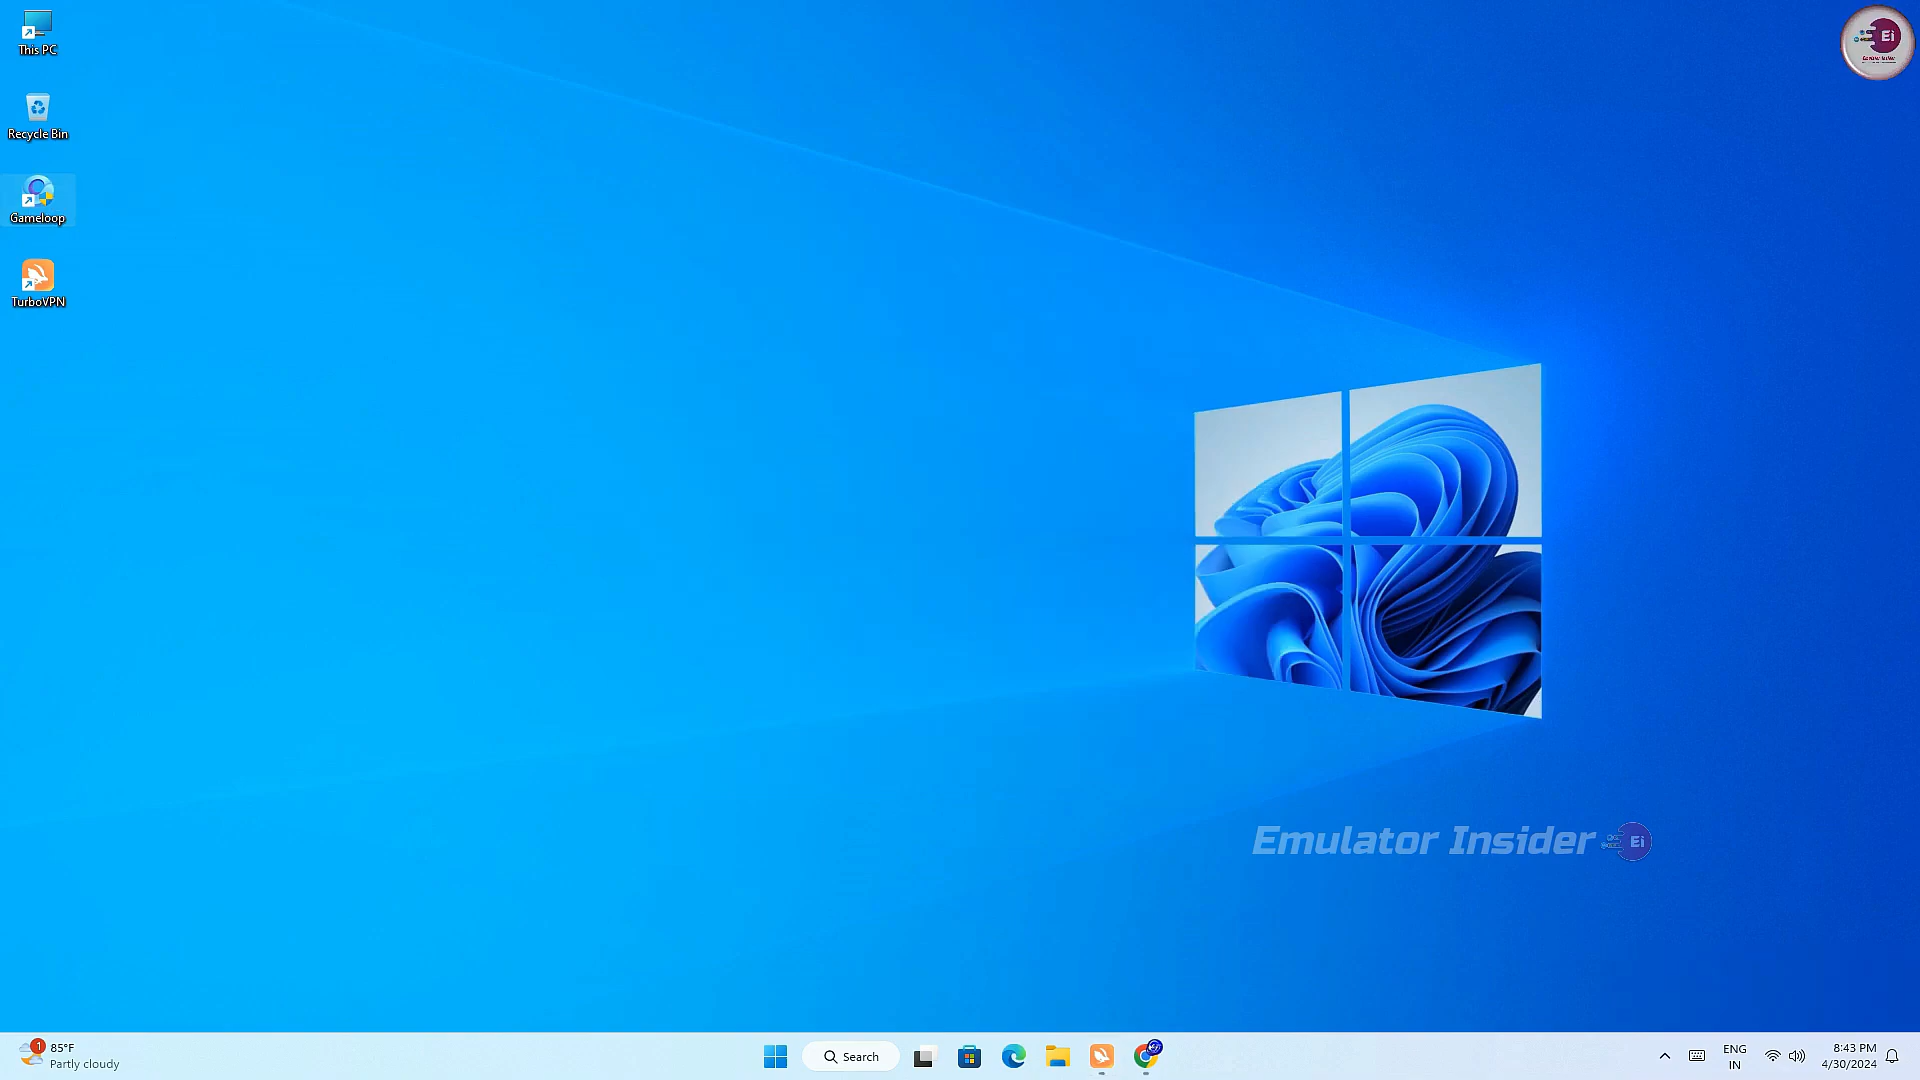 This PC
Recycle Bin
Gameloop
TurboVPN
Ei
Emulator Insider
Ei
1
85°F
Partly cloudy
Search
ENG
IN
8:43 PM
4/30/2024